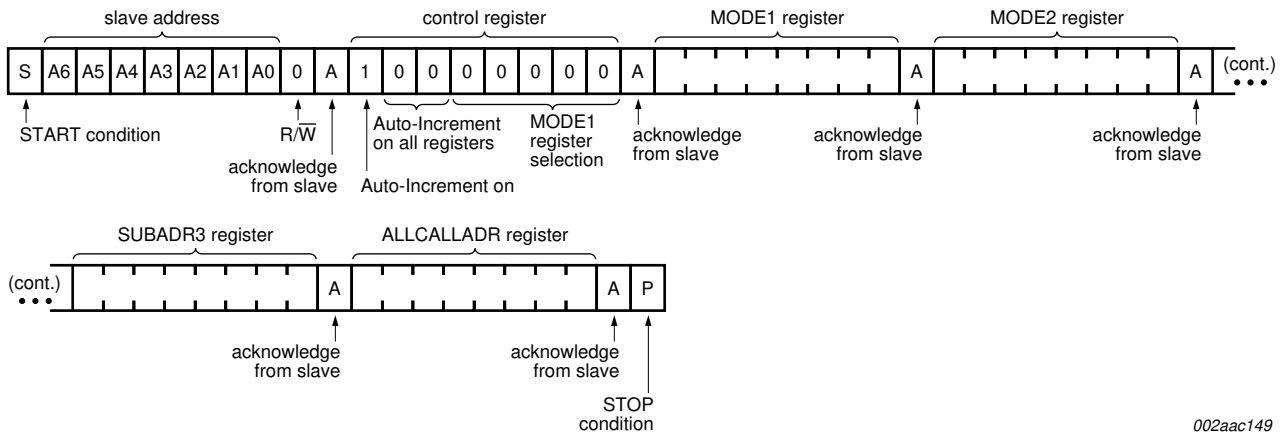 slave address control register MODE1 register MODE2 register
S A6 A5 A4 A3 A2 A1 A0 0 A 1 0 0 0 0 0 0 0 A A A (cont.)
START condition
R/W̅
acknowledge
from slave
Auto-Increment
on all registers
Auto-Increment on
MODE1
register
selection
acknowledge
from slave
acknowledge
from slave
acknowledge
from slave
SUBADR3 register ALLCALLADR register
(cont.) A A P
acknowledge
from slave
acknowledge
from slave
STOP
condition
002aac149